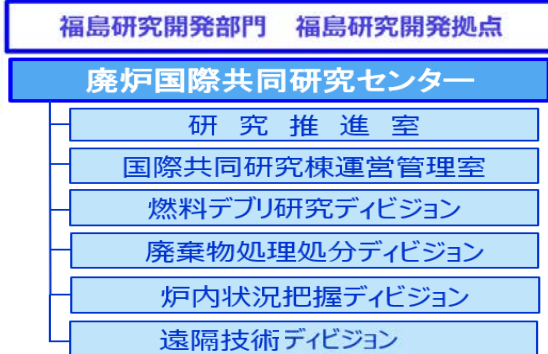 福島研究開発部門　福島研究開発拠点
廃炉国際共同研究センター
研 究 推 進 室
国際共同研究棟運営管理室
燃料デブリ研究ディビジョン
廃棄物処理処分ディビジョン
炉内状況把握ディビジョン
遠隔技術ディビジョン